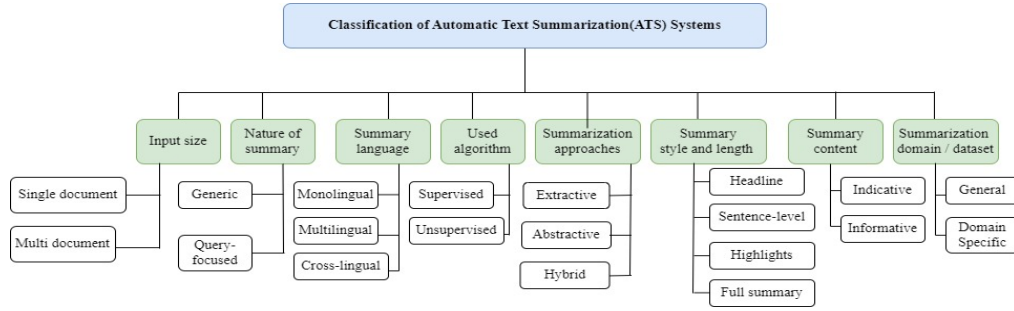 Classification of Automatic Text Summarization(ATS) Systems
Input size
Nature of
summary
Summary
language
Used
algorithm
Summarization
approaches
Summary
style and length
Summary
content
Summarization
domain / dataset
Single document
Multi document
Generic
Query-
focused
Monolingual
Multilingual
Cross-lingual
Supervised
Unsupervised
Extractive
Abstractive
Hybrid
Headline
Sentence-level
Highlights
Full summary
Indicative
Informative
General
Domain
Specific